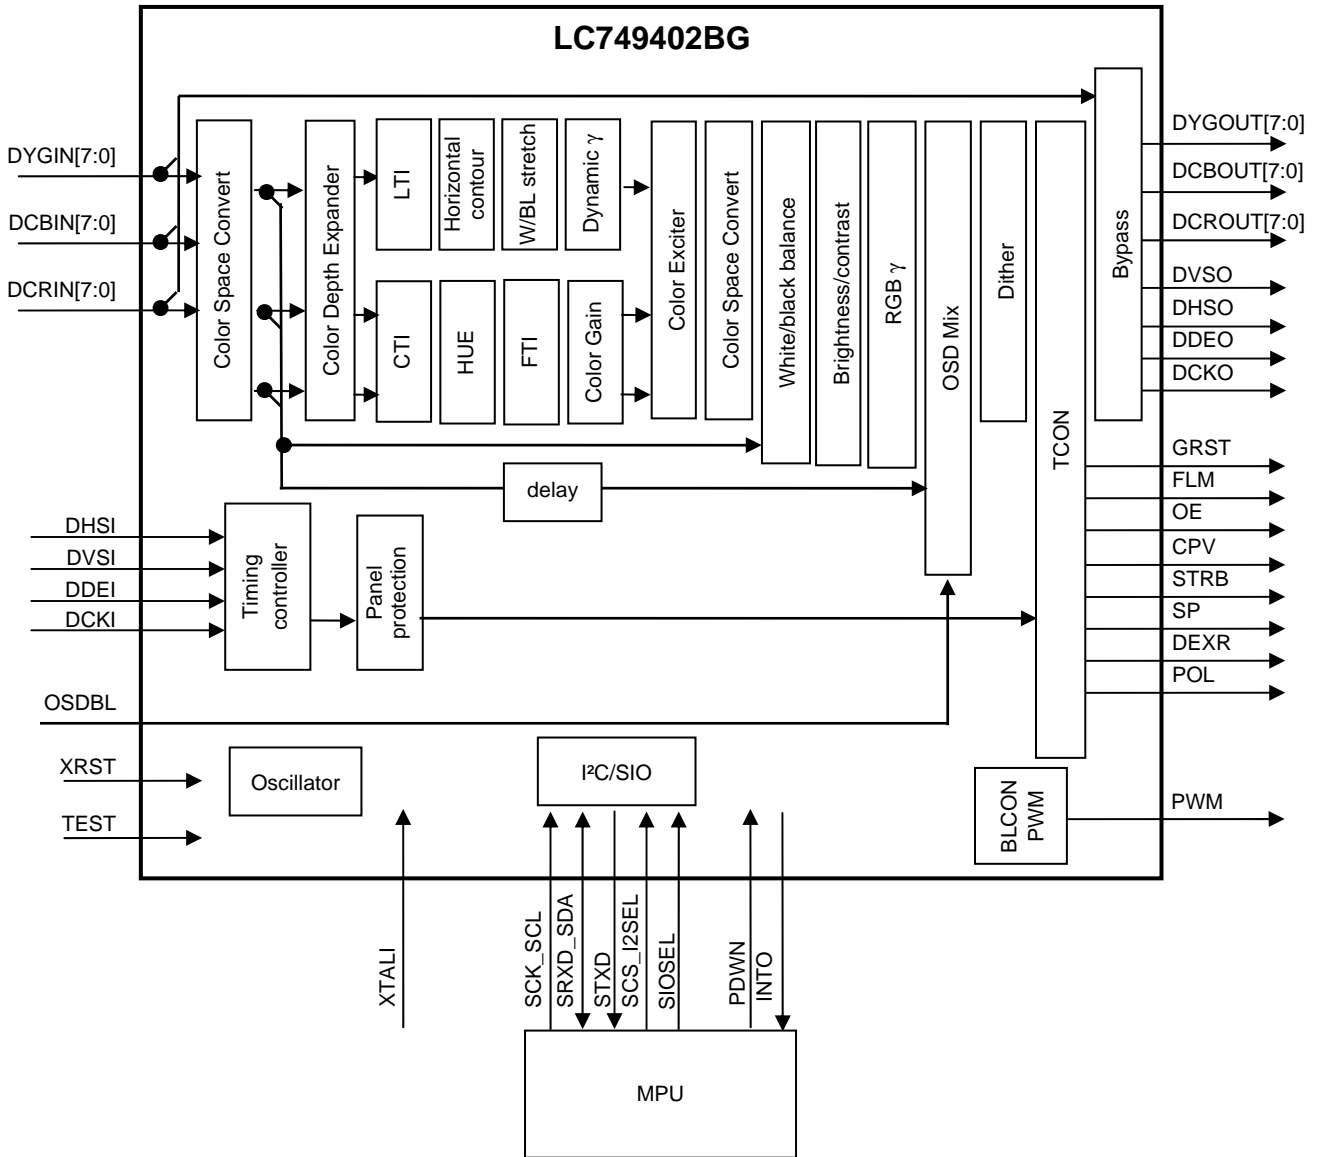 LC749402BG
DYGIN[7:0]
DCBIN[7:0]
DCRIN[7:0]
Color Space Convert
Color Depth Expander
LTI
Horizontal
contour
W/BL stretch
Dynamic γ
CTI
HUE
FTI
Color Gain
Color Exciter
Color Space Convert
White/black balance
Brightness/contrast
RGB γ
OSD Mix
Dither
TCON
Bypass
DYGOUT[7:0]
DCBOUT[7:0]
DCROUT[7:0]
DVSO
DHSO
DDEO
DCKO
delay
DHSI
DVSI
DDEI
DCKI
Timing
controller
Panel
protection
GRST
FLM
OE
CPV
STRB
SP
DEXR
POL
OSDBL
XRST
TEST
Oscillator
I²C/SIO
BLCON
PWM
PWM
XTALI
SCK_SCL
SRXD_SDA
STXD
SCS_I2SEL
SIOSEL
PDWN
INTO
MPU